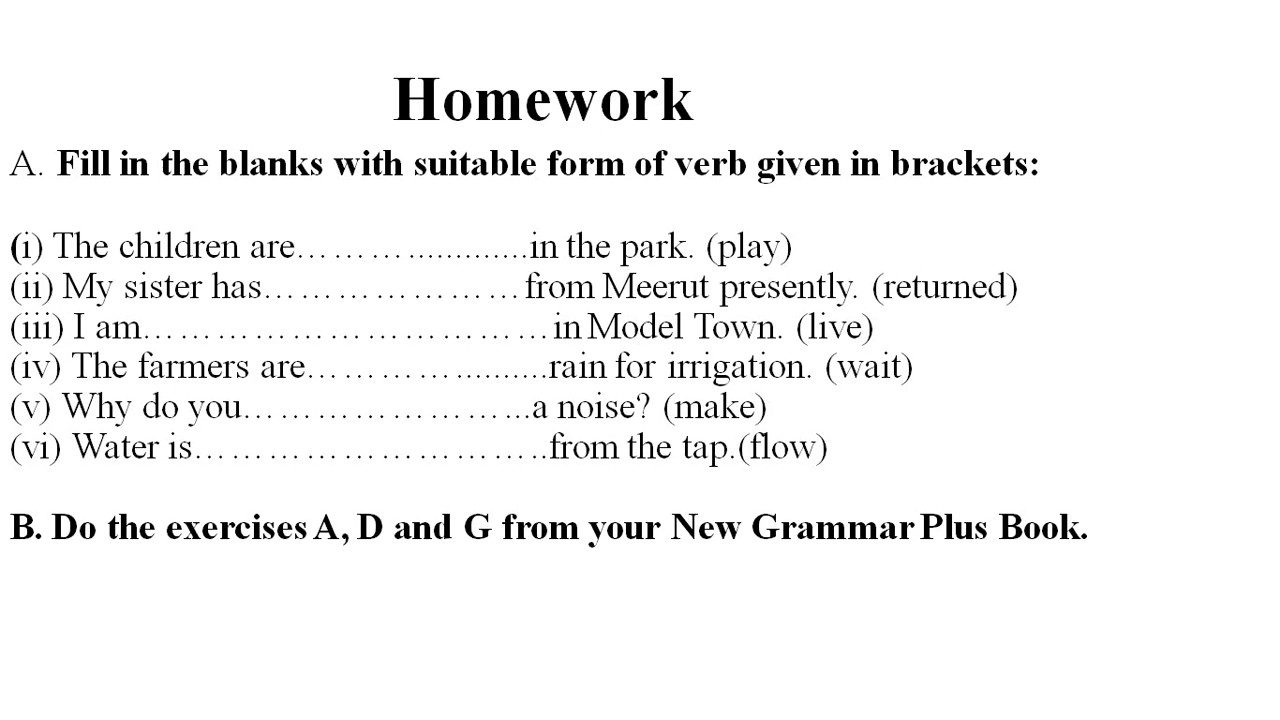 Homework
A. Fill in the blanks with suitable form of verb given in brackets:
(i) The children are………..............in the park. (play)
(ii) My sister has………………… from Meerut presently. (returned)
(iii) I am…………………………… in Model Town. (live)
(iv) The farmers are…………..........rain for irrigation. (wait)
(v) Why do you…………………...a noise? (make)
(vi) Water is………………………..from the tap.(flow)
B. Do the exercises A, D and G from your New Grammar Plus Book.